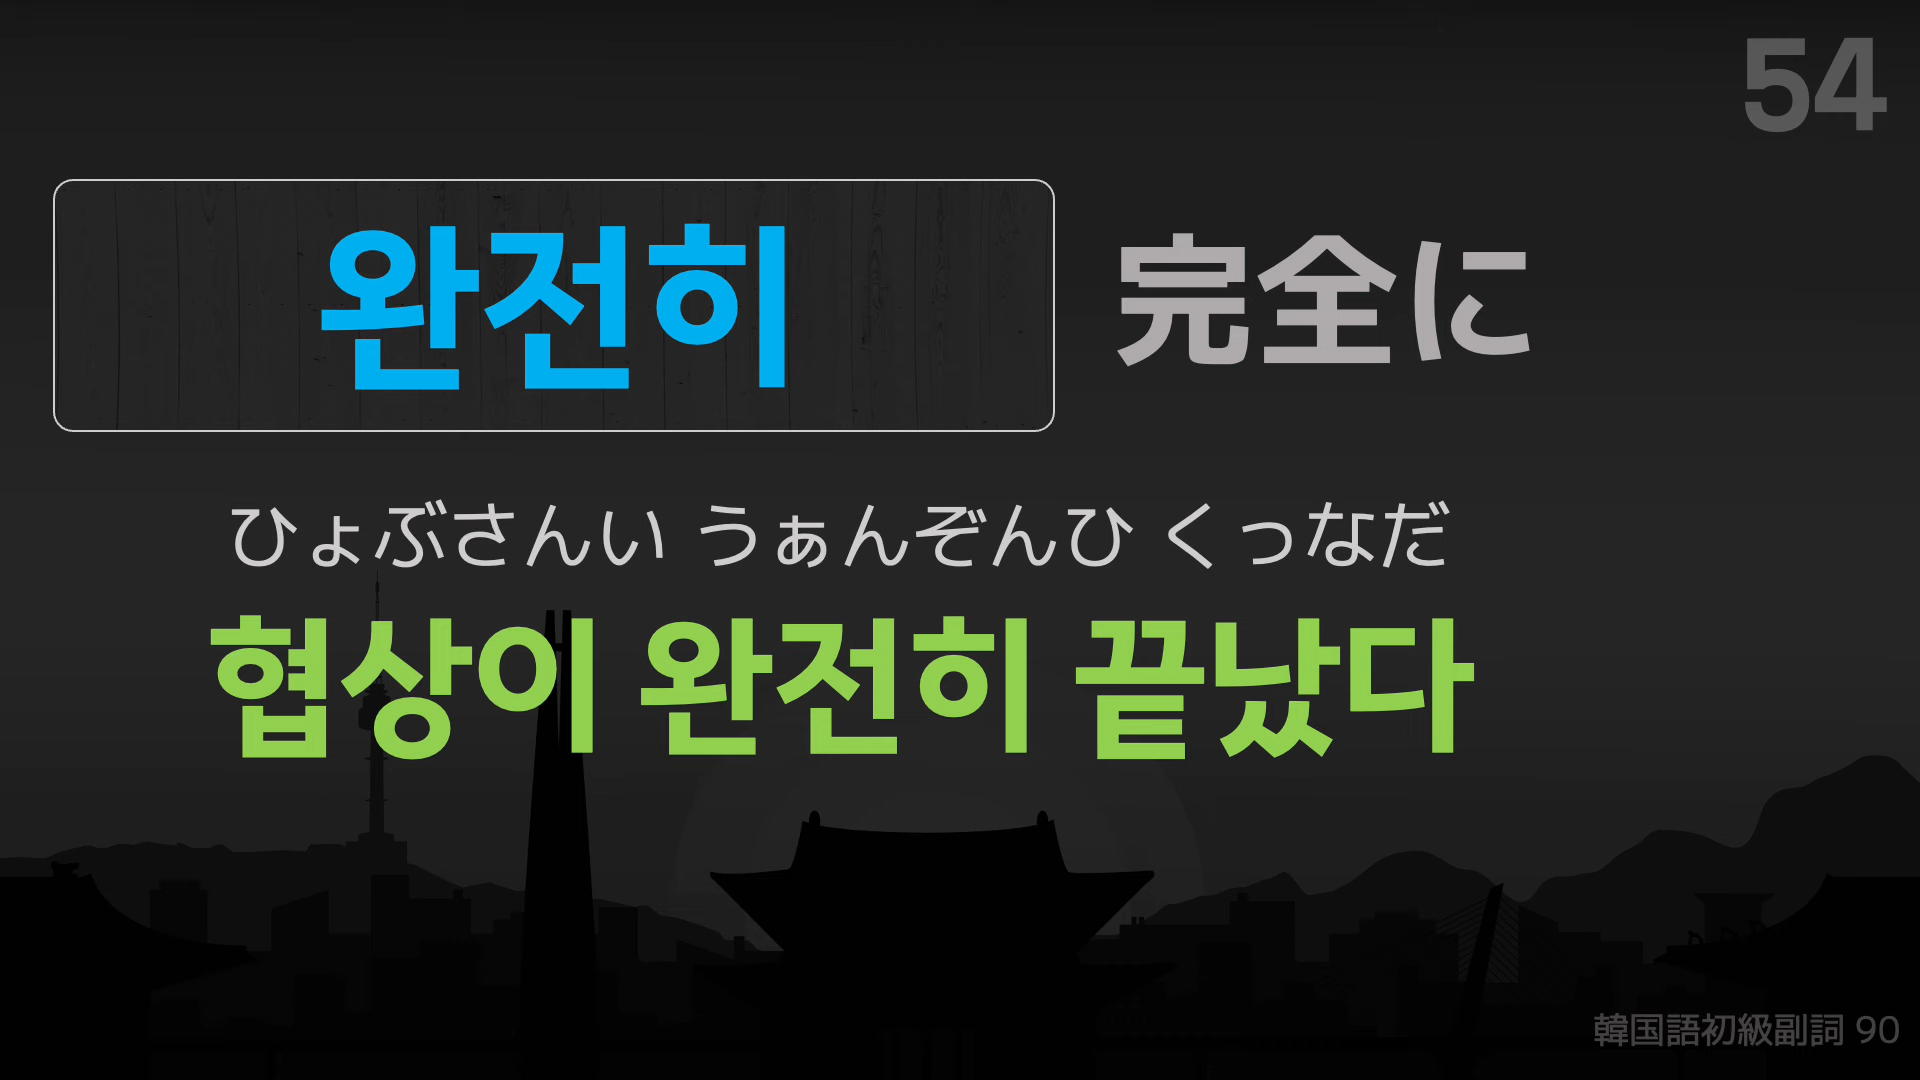 54
완전히 完全に
ひょぶさんい うぁんぞんひ くっなだ
협상이 완전히 끝났다
韓国語初級副詞 90